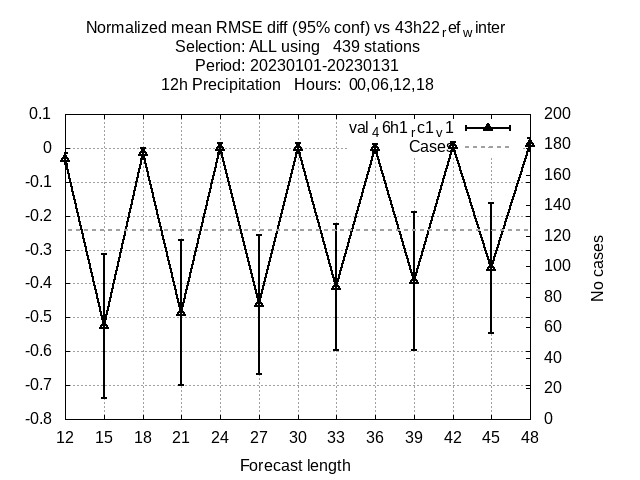 Normalized mean RMSE diff (95% conf) vs 43h22refwinter
Selection: ALL using 439 stations
Period: 20230101-20230131
12h Precipitation Hours: 00,06,12,18
val46h1rc1v1
Cases
0.1
0
-0.1
-0.2
-0.3
-0.4
-0.5
-0.6
-0.7
-0.8
200
180
160
140
120
100
80
60
40
20
0
No cases
12 15 18 21 24 27 30 33 36 39 42 45 48
Forecast length